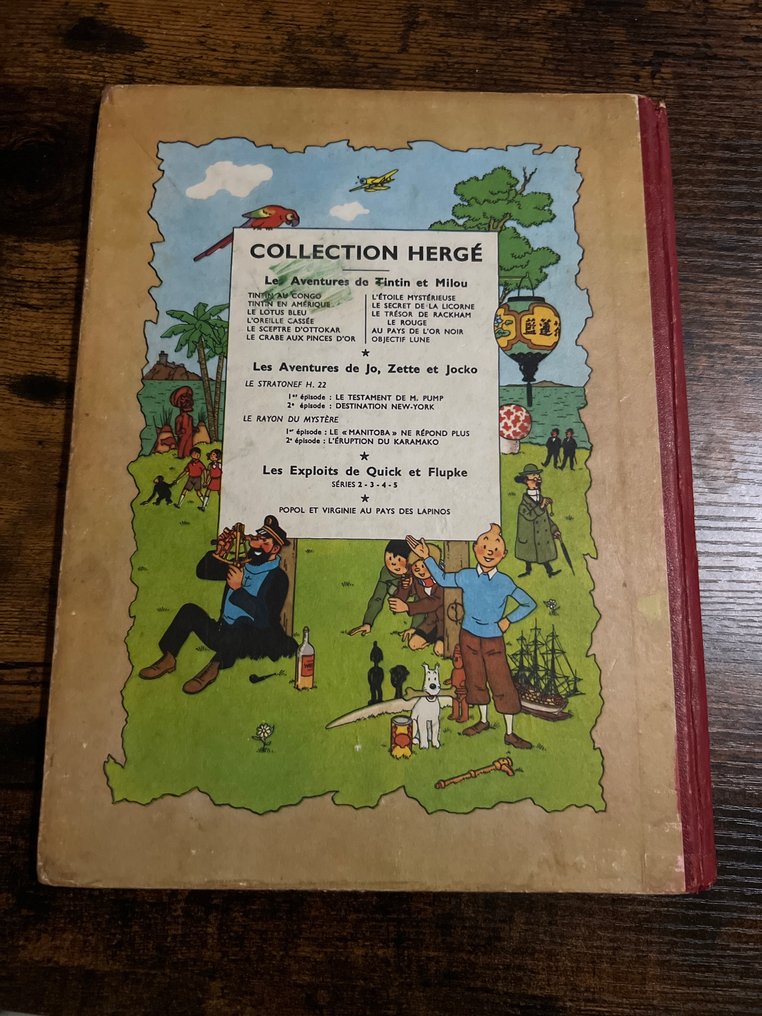 COLLECTION HERGÉ
Les Aventures de Tintin et Milou
TINTIN AU CONGO
TINTIN EN AMÉRIQUE
LE LOTUS BLEU
L'OREILLE CASSÉE
LE SCEPTRE D'OTTOKAR
LE CRABE AUX PINCES D'OR
L'ÉTOILE MYSTÉRIEUSE
LE SECRET DE LA LICORNE
LE TRÉSOR DE RACKHAM
LE ROUGE
AU PAYS DE L'OR NOIR
OBJECTIF LUNE
Les Aventures de Jo, Zette et Jocko
LE STRATONEF H. 22
1er épisode : LE TESTAMENT DE M. PUMP
2e épisode : DESTINATION NEW-YORK
LE RAYON DU MYSTÈRE
1er épisode : LE « MANITOBA » NE RÉPOND PLUS
2e épisode : L'ÉRUPTION DU KARAMAKO
Les Exploits de Quick et Flupke
SÉRIES 2 - 3 - 4 - 5
POPOL ET VIRGINIE AU PAYS DES LAPINOS